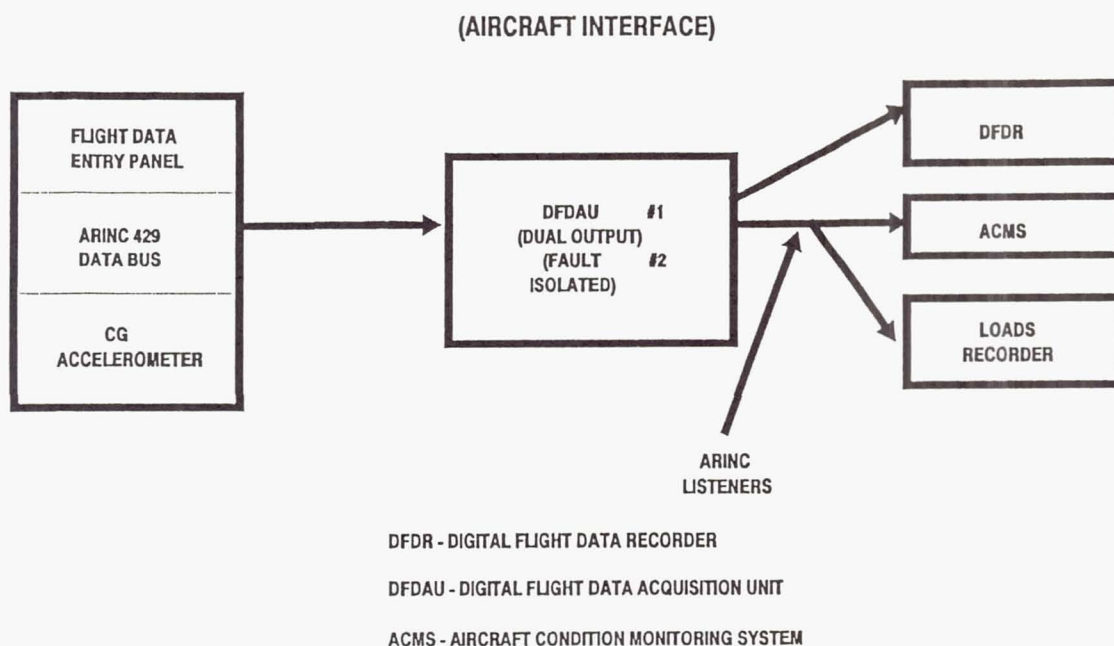 (AIRCRAFT INTERFACE)
FLIGHT DATA
ENTRY PANEL
ARINC 429
DATA BUS
CG
ACCELEROMETER
DFDAU #1
(DUAL OUTPUT)
(FAULT #2
ISOLATED)
DFDR
ACMS
LOADS
RECORDER
ARINC
LISTENERS
DFDR - DIGITAL FLIGHT DATA RECORDER
DFDAU - DIGITAL FLIGHT DATA ACQUISITION UNIT
ACMS - AIRCRAFT CONDITION MONITORING SYSTEM